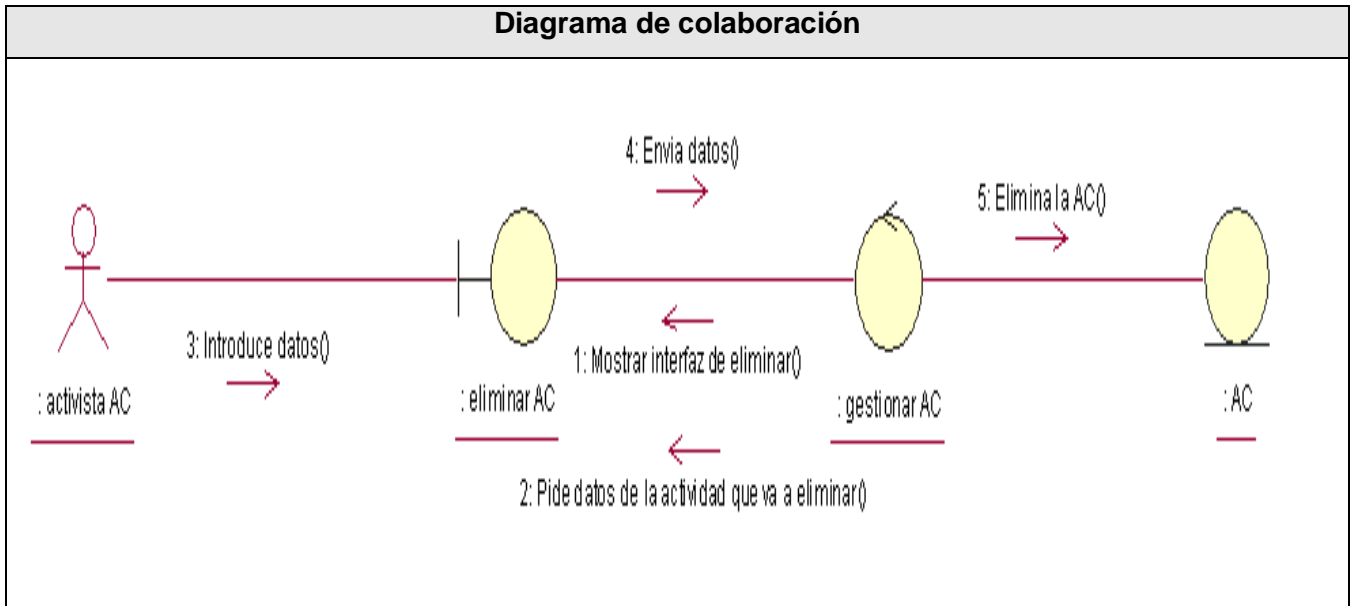 Diagrama de colaboración
4: Envia datos()
5: Elimina la AC()
3: Introduce datos()
1: Mostrar interfaz de eliminar()
: activista AC
: eliminar AC
: gestionar AC
: AC
2: Pide datos de la actividad que va a eliminar()